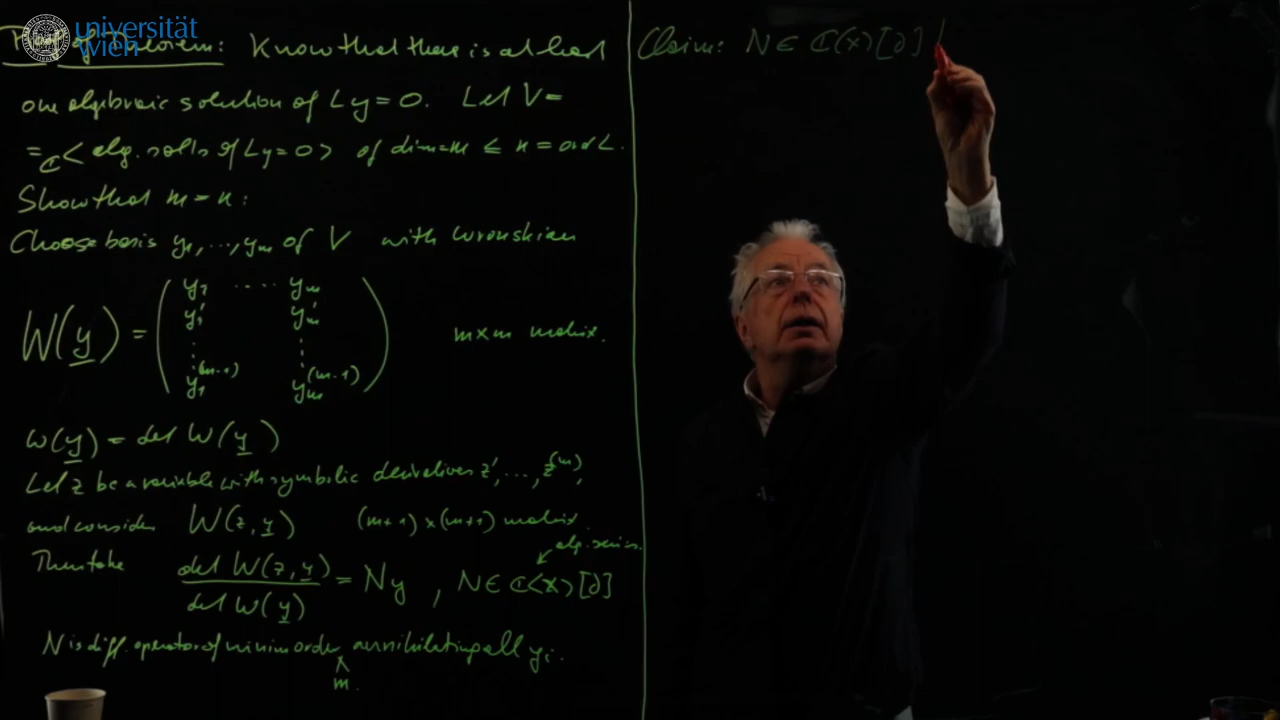 universität
wien
Proof of Theorem: Know that there is at least
one algebraic solution of Ly=0. Let V=
= ℂ< alg. sol's of Ly=0> of dim=m ≤ n = ord L.
Show that m = n:
Choose basis y₁, ..., yₘ of V with wronskian
W(y) = ( y₁ .... yₘ
y₁' yₘ'
⋮ ⋮
y₁⁽ᵐ⁻¹⁾ yₘ⁽ᵐ⁻¹⁾ ) m×m matrix.
w(y) = det W(y)
Let z be a variable with symbolic derivatives z', ..., z⁽ᵐ⁾,
and consider W(z, y) (m+1)×(m+1) matrix.
alg. series.
Then take det W(z, y) / det W(y) = Ny , N ∈ ℂ<x>[∂]
N is diff. operator of minim order annihilating all yᵢ.
m.
Claim: N ∈ ℂ(x)[∂]